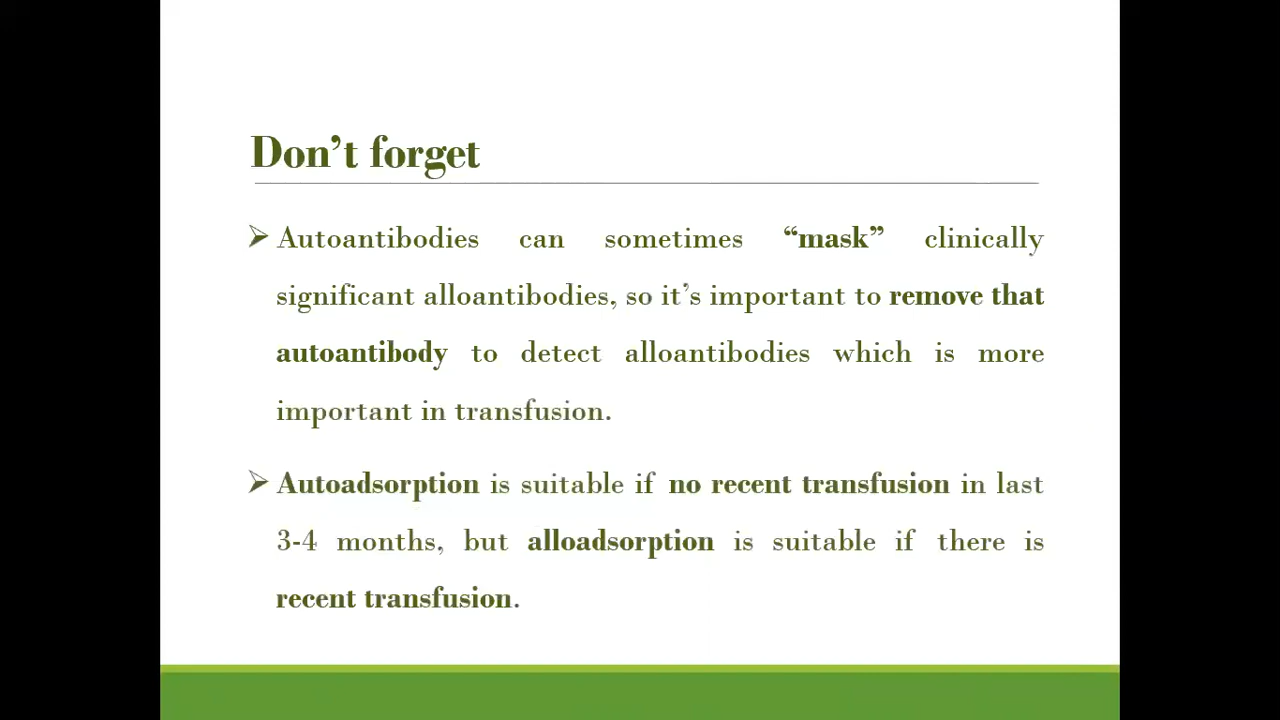 Don’t forget
➢ Autoantibodies can sometimes “mask” clinically
significant alloantibodies, so it’s important to remove that
autoantibody to detect alloantibodies which is more
important in transfusion.
➢ Autoadsorption is suitable if no recent transfusion in last
3-4 months, but alloadsorption is suitable if there is
recent transfusion.